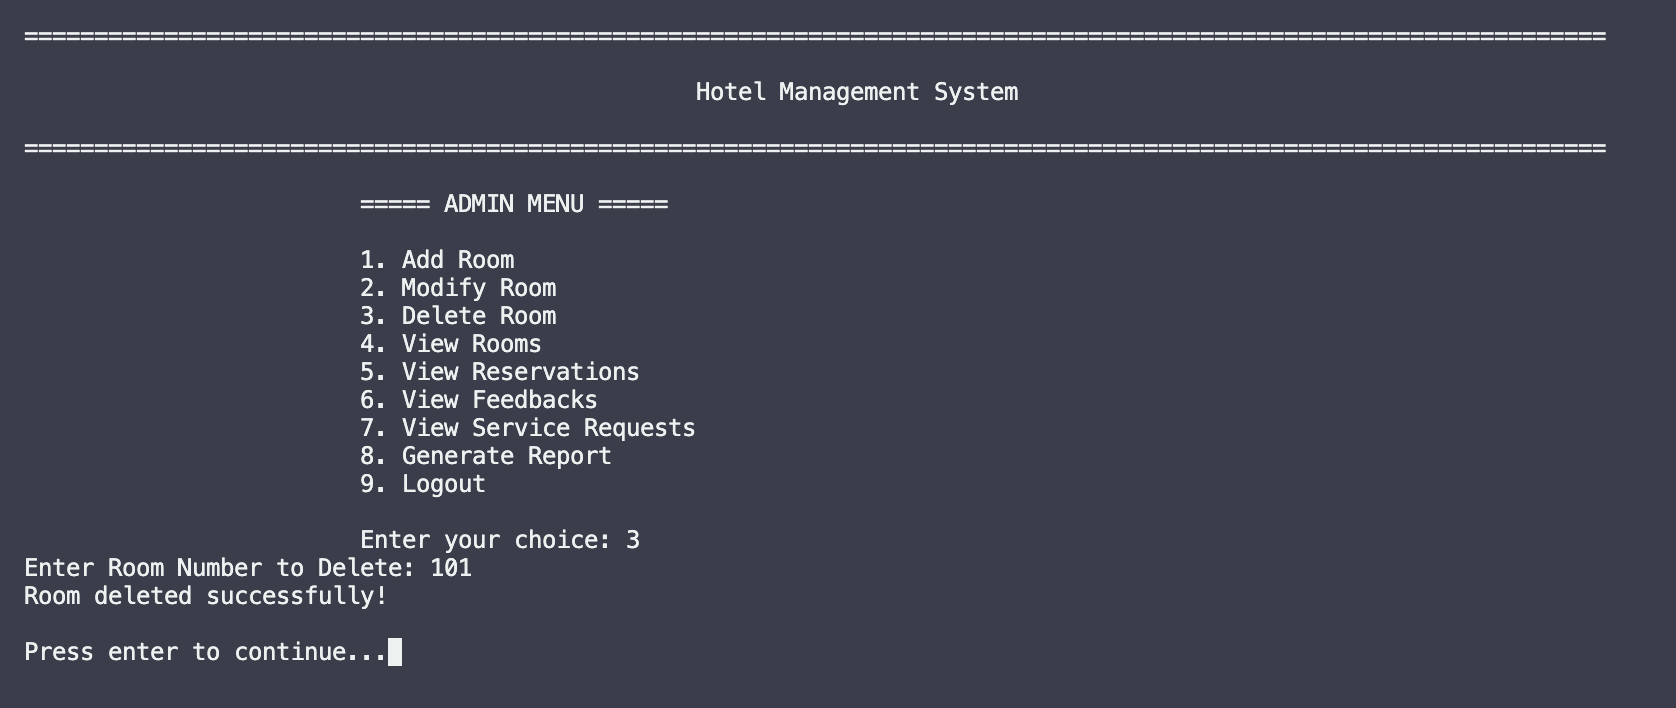 =================================================================================================================
Hotel Management System
=================================================================================================================
===== ADMIN MENU =====
1. Add Room
2. Modify Room
3. Delete Room
4. View Rooms
5. View Reservations
6. View Feedbacks
7. View Service Requests
8. Generate Report
9. Logout
Enter your choice: 3
Enter Room Number to Delete: 101
Room deleted successfully!
Press enter to continue...